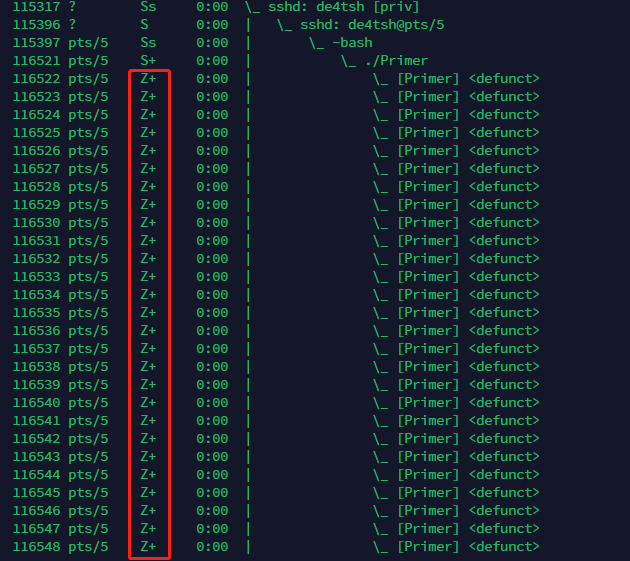 115317 ?        Ss     0:00  \_ sshd: de4tsh [priv]
115396 ?        S      0:00  |   \_ sshd: de4tsh@pts/5
115397 pts/5    Ss     0:00  |       \_ -bash
116521 pts/5    S+     0:00  |           \_ ./Primer
116522 pts/5    Z+     0:00  |               \_ [Primer] <defunct>
116523 pts/5    Z+     0:00  |               \_ [Primer] <defunct>
116524 pts/5    Z+     0:00  |               \_ [Primer] <defunct>
116525 pts/5    Z+     0:00  |               \_ [Primer] <defunct>
116526 pts/5    Z+     0:00  |               \_ [Primer] <defunct>
116527 pts/5    Z+     0:00  |               \_ [Primer] <defunct>
116528 pts/5    Z+     0:00  |               \_ [Primer] <defunct>
116529 pts/5    Z+     0:00  |               \_ [Primer] <defunct>
116530 pts/5    Z+     0:00  |               \_ [Primer] <defunct>
116531 pts/5    Z+     0:00  |               \_ [Primer] <defunct>
116532 pts/5    Z+     0:00  |               \_ [Primer] <defunct>
116533 pts/5    Z+     0:00  |               \_ [Primer] <defunct>
116534 pts/5    Z+     0:00  |               \_ [Primer] <defunct>
116535 pts/5    Z+     0:00  |               \_ [Primer] <defunct>
116536 pts/5    Z+     0:00  |               \_ [Primer] <defunct>
116537 pts/5    Z+     0:00  |               \_ [Primer] <defunct>
116538 pts/5    Z+     0:00  |               \_ [Primer] <defunct>
116539 pts/5    Z+     0:00  |               \_ [Primer] <defunct>
116540 pts/5    Z+     0:00  |               \_ [Primer] <defunct>
116541 pts/5    Z+     0:00  |               \_ [Primer] <defunct>
116542 pts/5    Z+     0:00  |               \_ [Primer] <defunct>
116543 pts/5    Z+     0:00  |               \_ [Primer] <defunct>
116544 pts/5    Z+     0:00  |               \_ [Primer] <defunct>
116545 pts/5    Z+     0:00  |               \_ [Primer] <defunct>
116546 pts/5    Z+     0:00  |               \_ [Primer] <defunct>
116547 pts/5    Z+     0:00  |               \_ [Primer] <defunct>
116548 pts/5    Z+     0:00  |               \_ [Primer] <defunct>